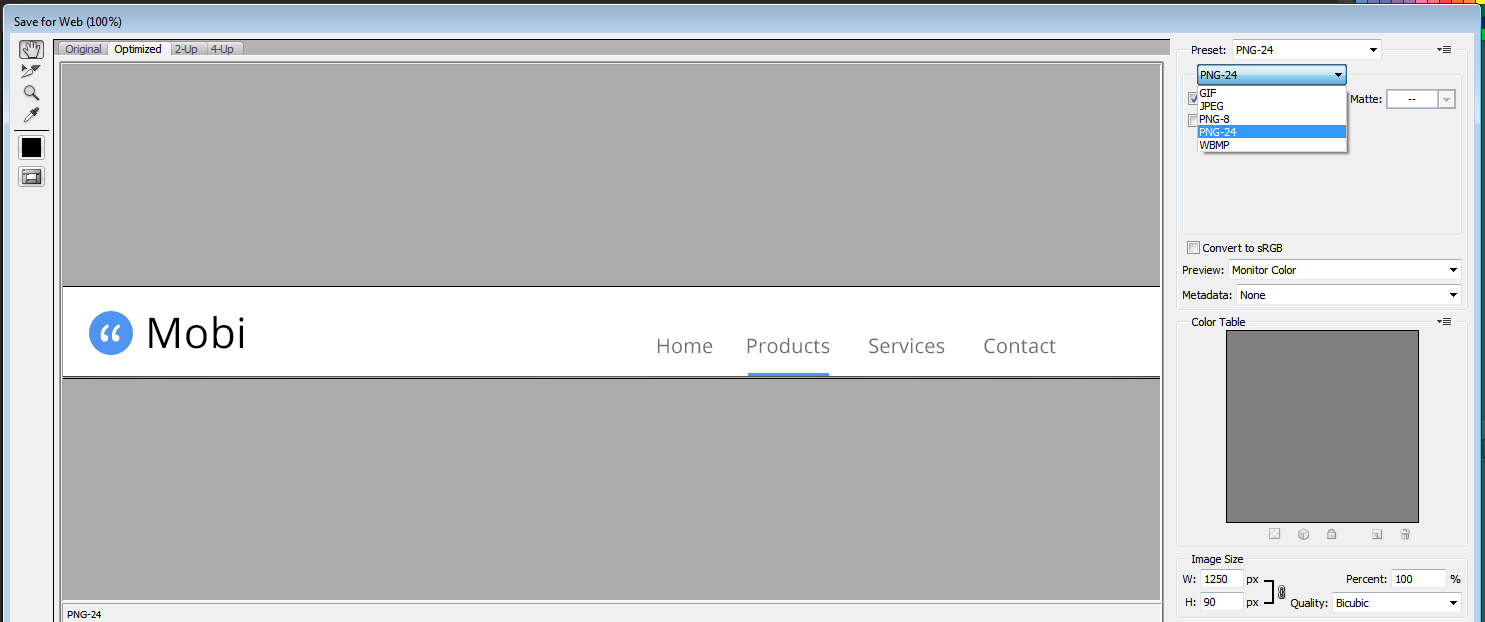 Save for Web (100%)
Original Optimized 2-Up 4-Up
Preset: PNG-24
PNG-24
GIF
JPEG
PNG-8
PNG-24
WBMP
Matte: --
Convert to sRGB
Preview: Monitor Color
Metadata: None
Color Table
“ Mobi
Home Products Services Contact
Image Size
W: 1250 px Percent: 100 %
H: 90 px Quality: Bicubic
PNG-24